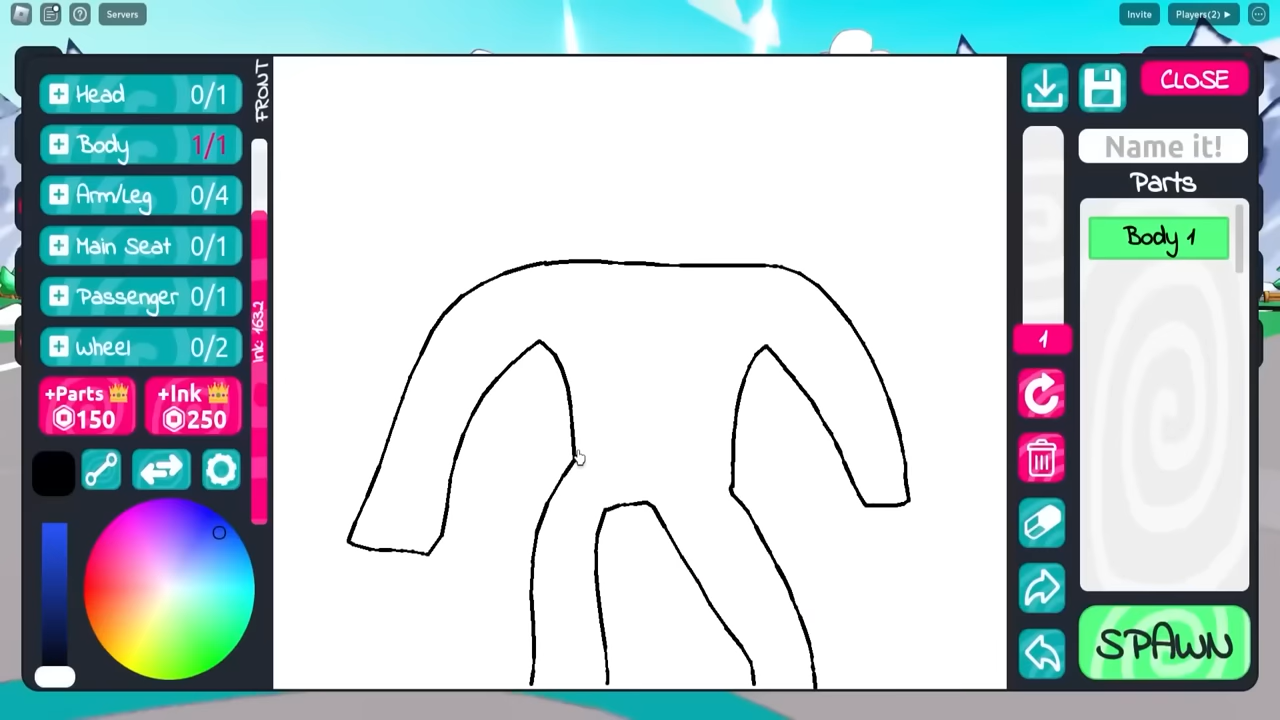 Servers
Invite
Players(2) ▶
Head 0/1
Body 1/1
Arm/Leg 0/4
Main Seat 0/1
Passenger 0/1
Wheel 0/2
+Parts
150
+Ink
250
FRONT
Ink: 163.2
CLOSE
Name it!
Parts
Body 1
1
SPAWN